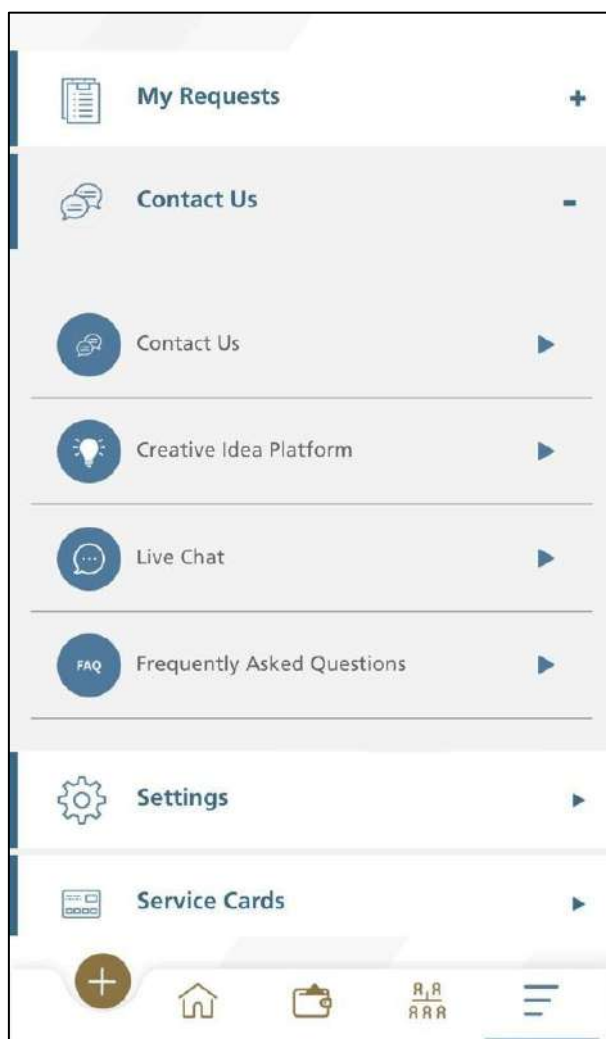 My Requests
Contact Us
Contact Us
Creative Idea Platform
Live Chat
FAQ Frequently Asked Questions
Settings
Service Cards